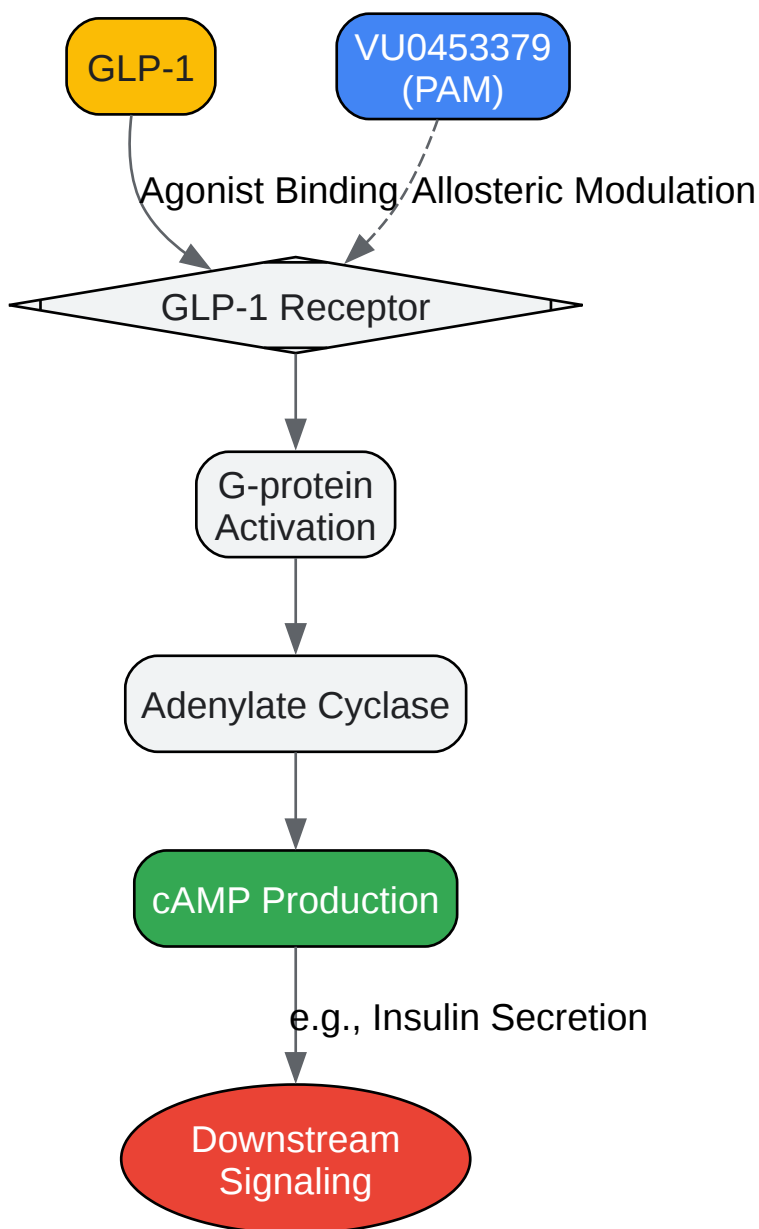 GLP-1
VU0453379
(PAM)
Agonist Binding
Allosteric Modulation
GLP-1 Receptor
G-protein
Activation
Adenylate Cyclase
cAMP Production
e.g., Insulin Secretion
Downstream
Signaling